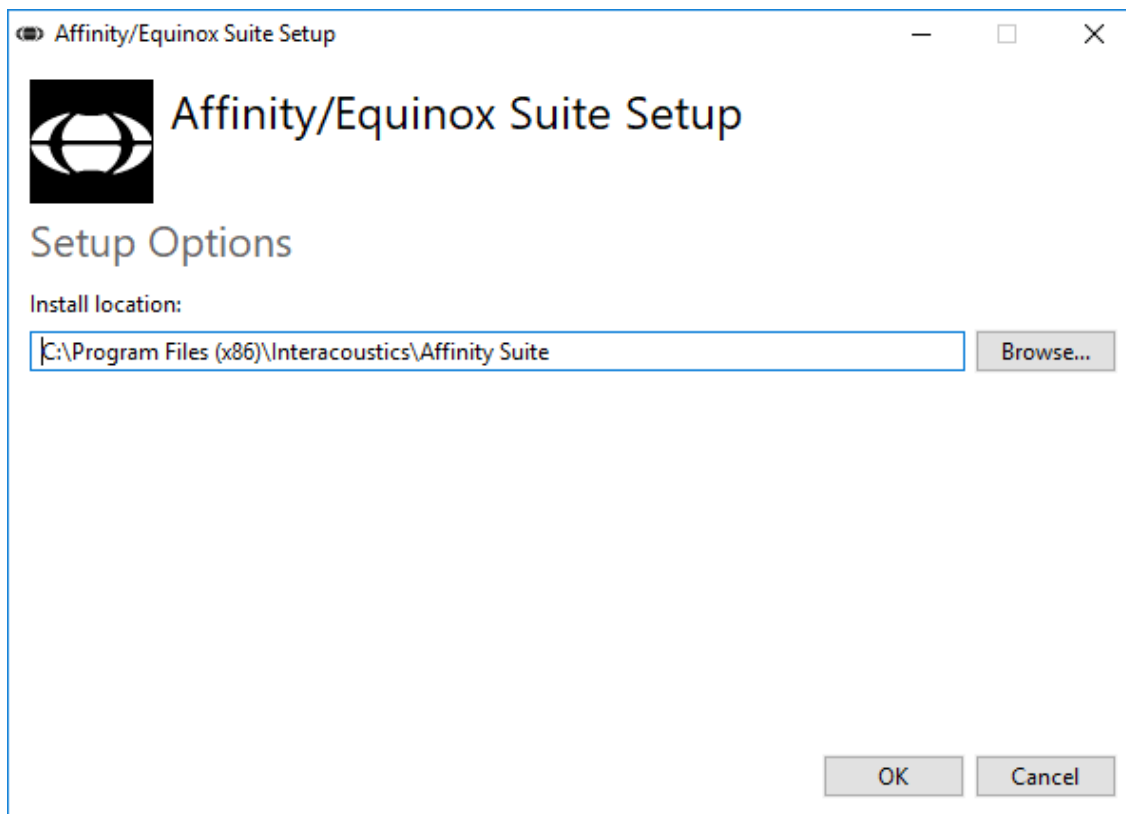 Affinity/Equinox Suite Setup
Affinity/Equinox Suite Setup
Setup Options
Install location:
C:\Program Files (x86)\Interacoustics\Affinity Suite
Browse...
OK
Cancel